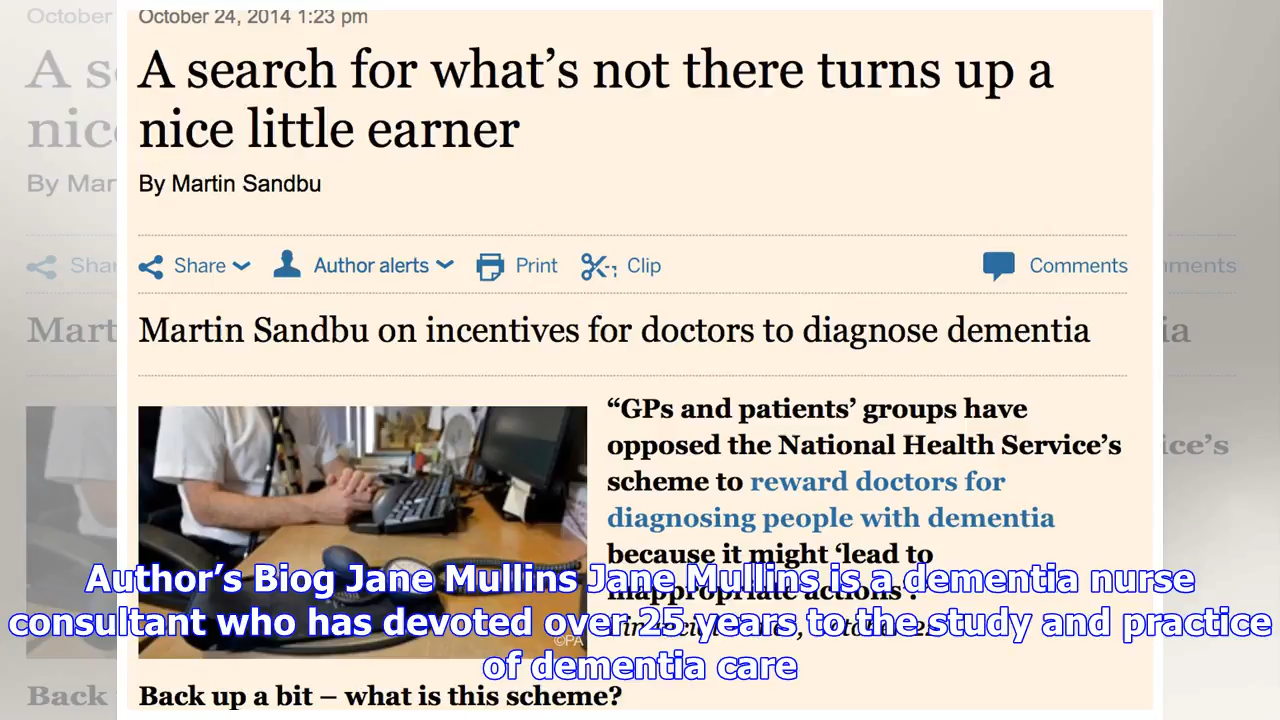 October 24, 2014 1:23 pm
A search for what’s not there turns up a
nice little earner
By Martin Sandbu
Share
Author alerts
Print
Clip
Comments
Martin Sandbu on incentives for doctors to diagnose dementia
“GPs and patients’ groups have
opposed the National Health Service’s
scheme to reward doctors for
diagnosing people with dementia
because it might ‘lead to
inappropriate actions’.”
©PA
Author’s Biog Jane Mullins Jane Mullins is a dementia nurse
consultant who has devoted over 25 years to the study and practice
of dementia care
Back up a bit – what is this scheme?